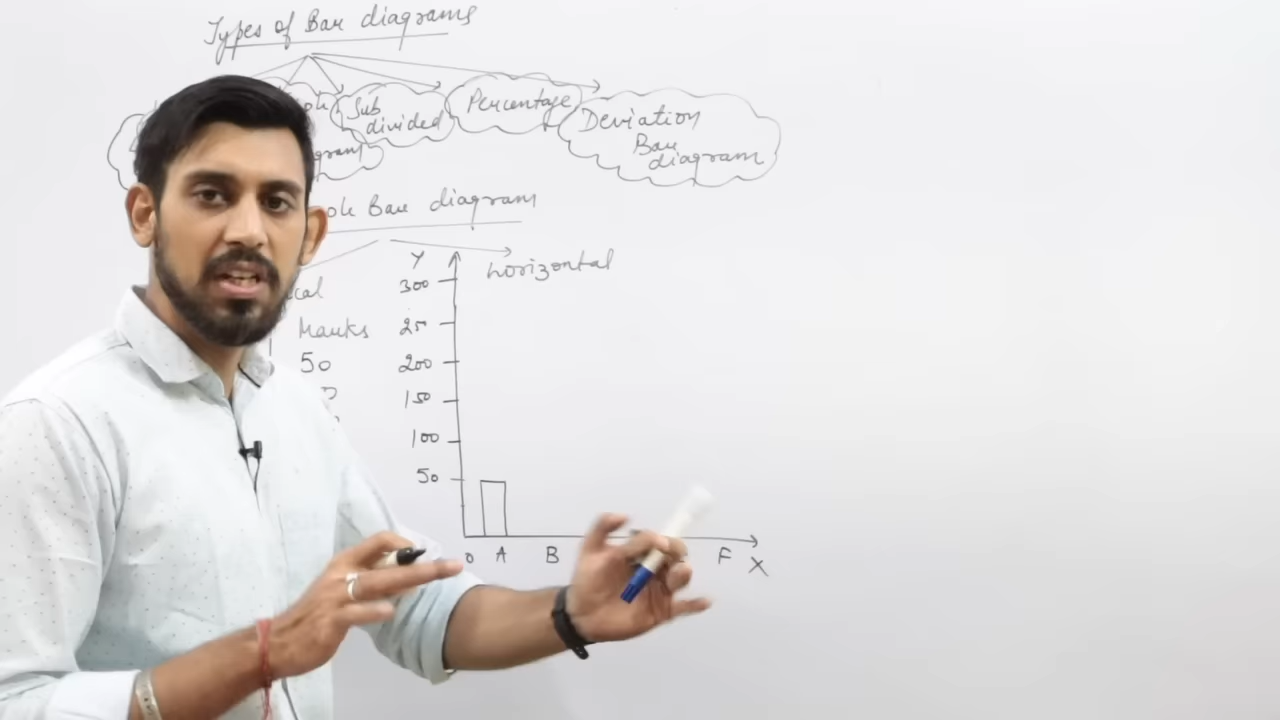 Types of Bar diagrams
Sub divided
Percentage
Deviation
Bar
diagram
Bar diagram
horizontal
Y
300
Marks
25
50
200
150
100
50
0 A B F X